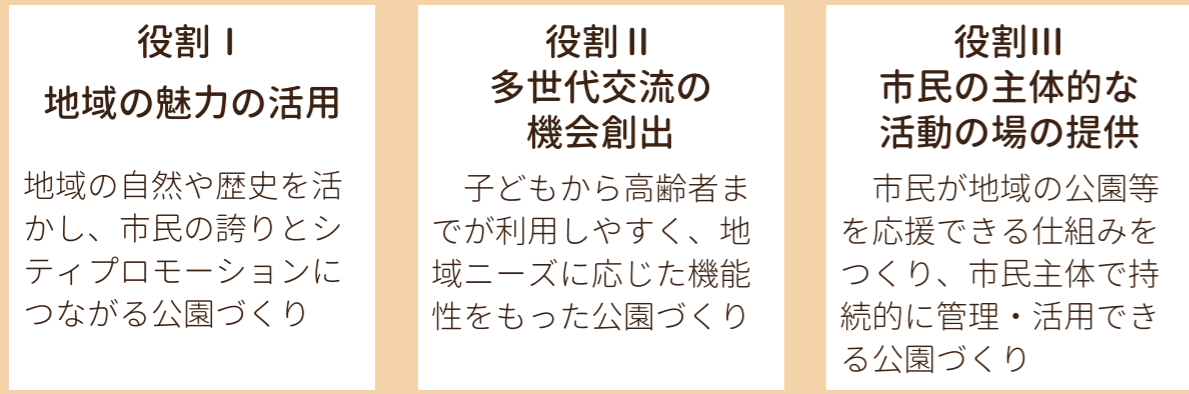 役割Ⅰ
地域の魅力の活用
地域の自然や歴史を活
かし、市民の誇りとシ
ティプロモーションに
つながる公園づくり
役割Ⅱ
多世代交流の
機会創出
　子どもから高齢者ま
でが利用しやすく、地
域ニーズに応じた機能
性をもった公園づくり
役割Ⅲ
市民の主体的な
活動の場の提供
　市民が地域の公園等
を応援できる仕組みを
つくり、市民主体で持
続的に管理・活用でき
る公園づくり